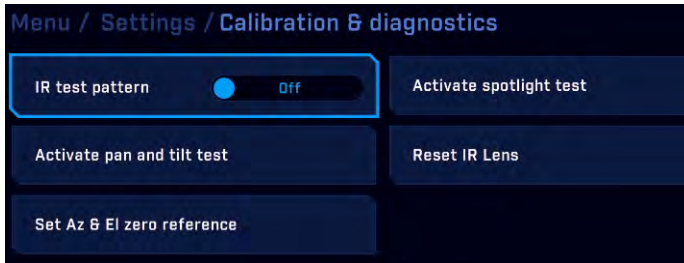 Menu / Settings / Calibration & diagnostics
IR test pattern Off Activate spotlight test
Activate pan and tilt test Reset IR Lens
Set Az & El zero reference